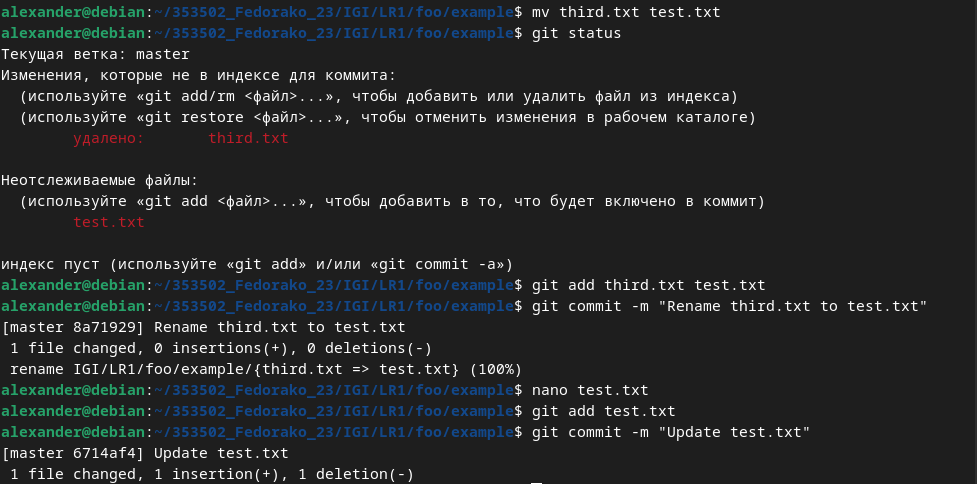 alexander@debian:~/353502_Fedorako_23/IGI/LR1/foo/example$ mv third.txt test.txt
alexander@debian:~/353502_Fedorako_23/IGI/LR1/foo/example$ git status
Текущая ветка: master
Изменения, которые не в индексе для коммита:
  (используйте «git add/rm <файл>...», чтобы добавить или удалить файл из индекса)
  (используйте «git restore <файл>...», чтобы отменить изменения в рабочем каталоге)
        удалено:       third.txt

Неотслеживаемые файлы:
  (используйте «git add <файл>...», чтобы добавить в то, что будет включено в коммит)
        test.txt

индекс пуст (используйте «git add» и/или «git commit -a»)
alexander@debian:~/353502_Fedorako_23/IGI/LR1/foo/example$ git add third.txt test.txt
alexander@debian:~/353502_Fedorako_23/IGI/LR1/foo/example$ git commit -m "Rename third.txt to test.txt"
[master 8a71929] Rename third.txt to test.txt
 1 file changed, 0 insertions(+), 0 deletions(-)
 rename IGI/LR1/foo/example/{third.txt => test.txt} (100%)
alexander@debian:~/353502_Fedorako_23/IGI/LR1/foo/example$ nano test.txt
alexander@debian:~/353502_Fedorako_23/IGI/LR1/foo/example$ git add test.txt
alexander@debian:~/353502_Fedorako_23/IGI/LR1/foo/example$ git commit -m "Update test.txt"
[master 6714af4] Update test.txt
 1 file changed, 1 insertion(+), 1 deletion(-)